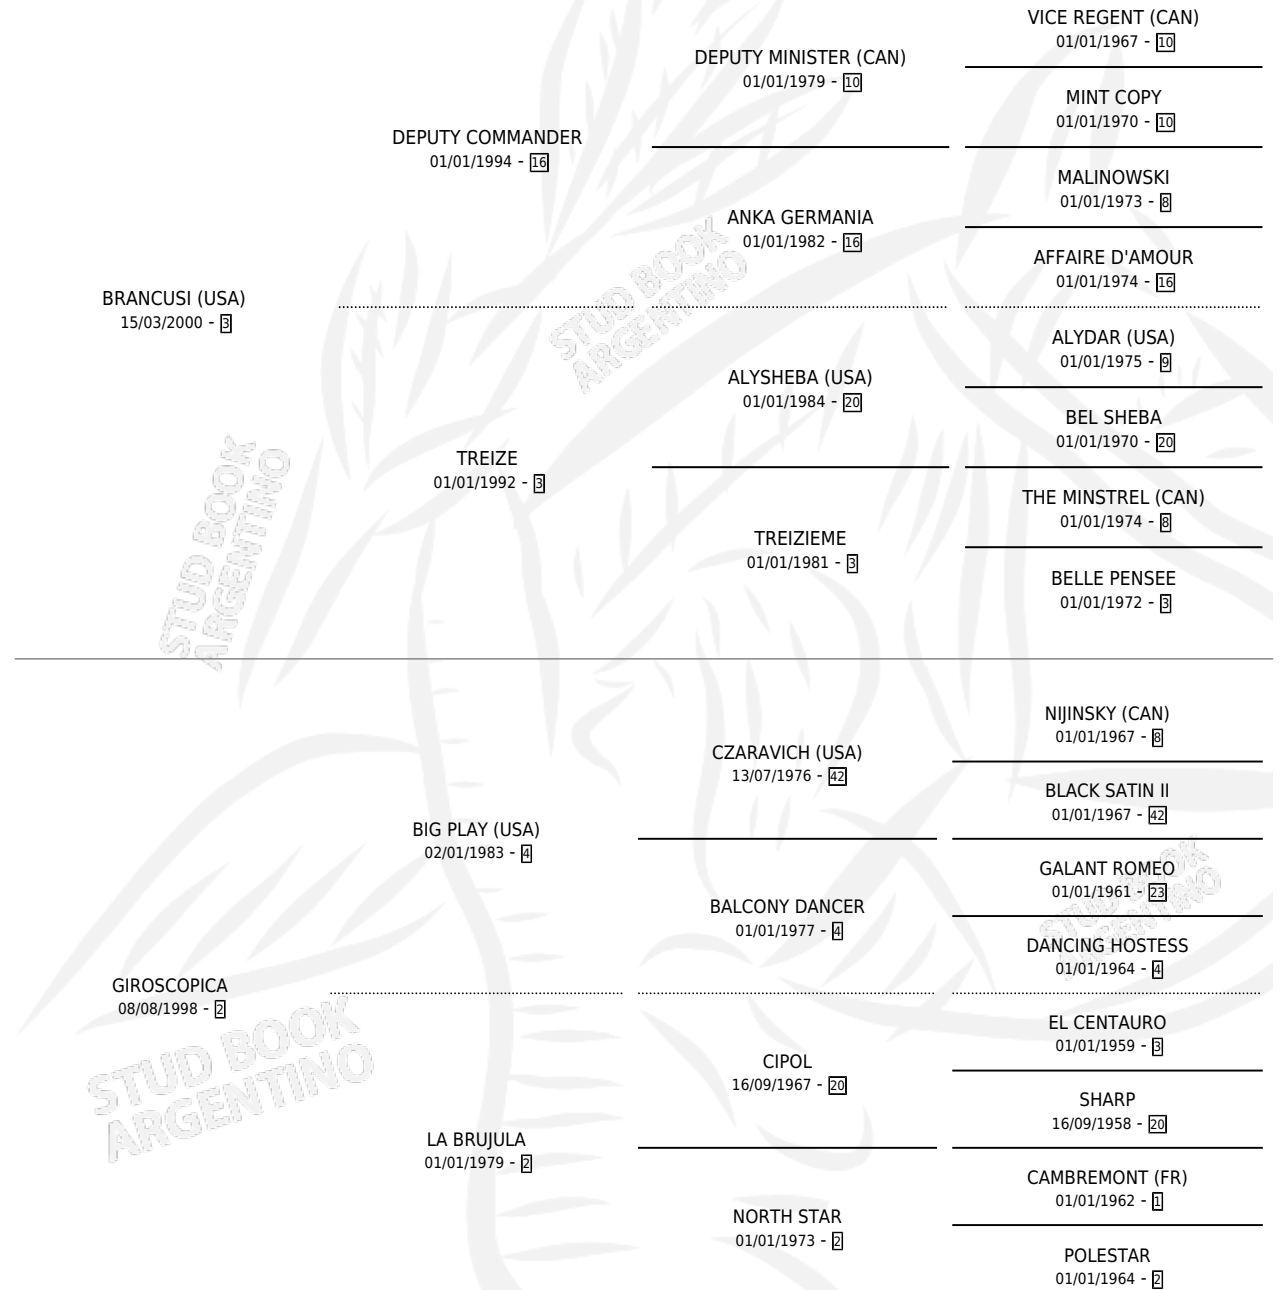 VICE REGENT (CAN)
01/01/1967 - 10
DEPUTY MINISTER (CAN)
01/01/1979 - 10
MINT COPY
01/01/1970 - 10
DEPUTY COMMANDER
01/01/1994 - 16
MALINOWSKI
01/01/1973 - 8
ANKA GERMANIA
01/01/1982 - 16
AFFAIRE D'AMOUR
01/01/1974 - 16
BRANCUSI (USA)
15/03/2000 - 3
STUD BOOK
ARGENTINO
ALYDAR (USA)
01/01/1975 - 9
ALYSHEBA (USA)
01/01/1984 - 20
BEL SHEBA
01/01/1970 - 20
TREIZE
01/01/1992 - 3
STUD BOOK
ARGENTINO
THE MINSTREL (CAN)
01/01/1974 - 8
TREIZIEME
01/01/1981 - 3
BELLE PENSEE
01/01/1972 - 3
NIJINSKY (CAN)
01/01/1967 - 8
CZARAVICH (USA)
13/07/1976 - 42
BLACK SATIN II
01/01/1967 - 42
BIG PLAY (USA)
02/01/1983 - 4
GALANT ROMEO
01/01/1961 - 23
STUD BOOK
ARGENTINO
BALCONY DANCER
01/01/1977 - 4
DANCING HOSTESS
01/01/1964 - 4
GIROSCOPICA
08/08/1998 - 2
STUD BOOK
ARGENTINO
EL CENTAURO
01/01/1959 - 3
CIPOL
16/09/1967 - 20
SHARP
16/09/1958 - 20
LA BRUJULA
01/01/1979 - 2
CAMBREMONT (FR)
01/01/1962 - 1
NORTH STAR
01/01/1973 - 2
POLESTAR
01/01/1964 - 2